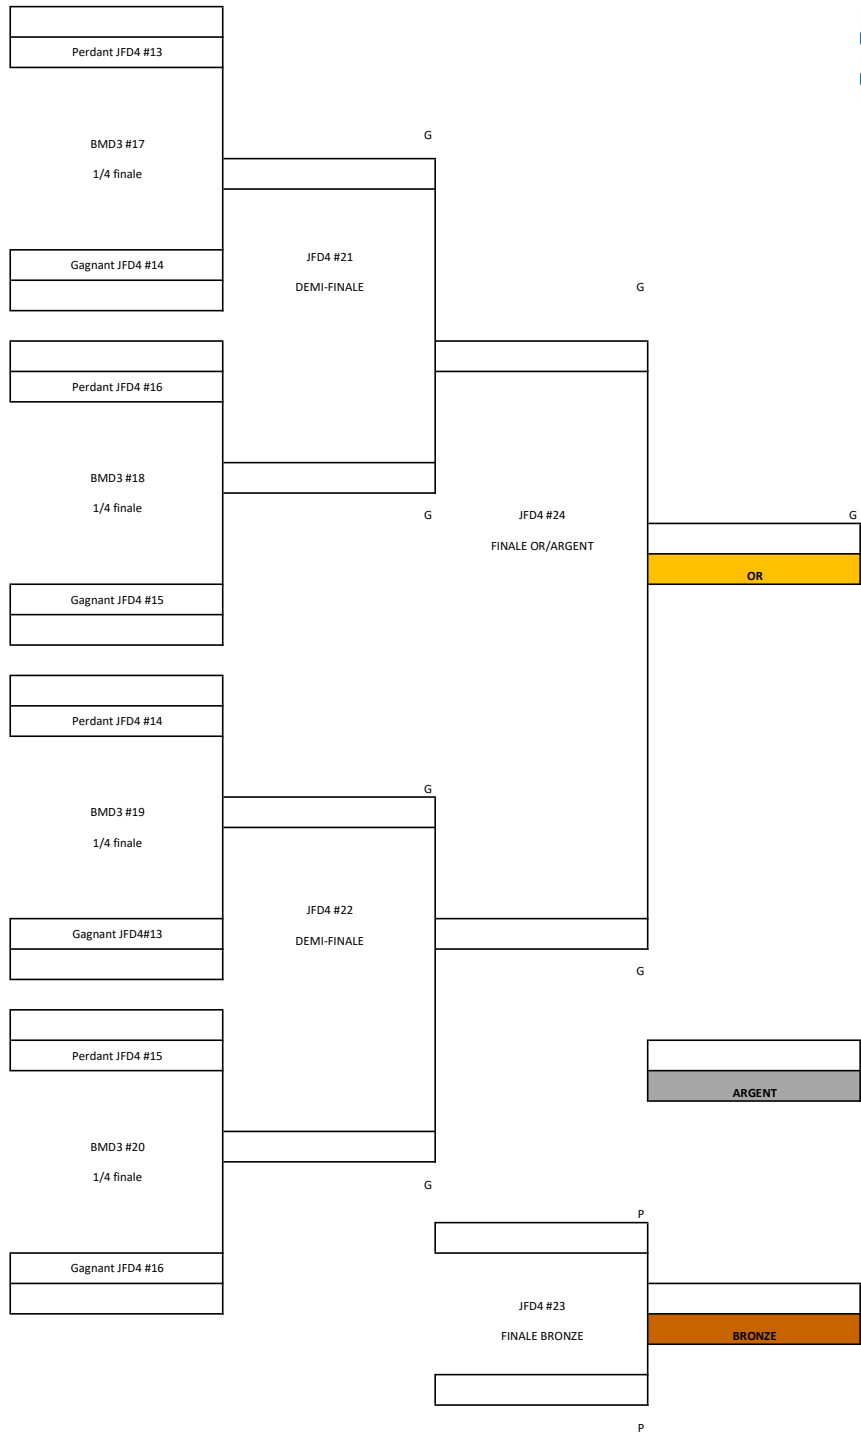 Perdant JFD4 #13
BMD3 #17
1/4 finale
Gagnant JFD4 #14
G
JFD4 #21
DEMI-FINALE
G
Perdant JFD4 #16
BMD3 #18
1/4 finale
Gagnant JFD4 #15
G
JFD4 #24
FINALE OR/ARGENT
G
OR
Perdant JFD4 #14
BMD3 #19
1/4 finale
Gagnant JFD4#13
G
JFD4 #22
DEMI-FINALE
G
Perdant JFD4 #15
BMD3 #20
1/4 finale
Gagnant JFD4 #16
G
ARGENT
P
JFD4 #23
FINALE BRONZE
BRONZE
P